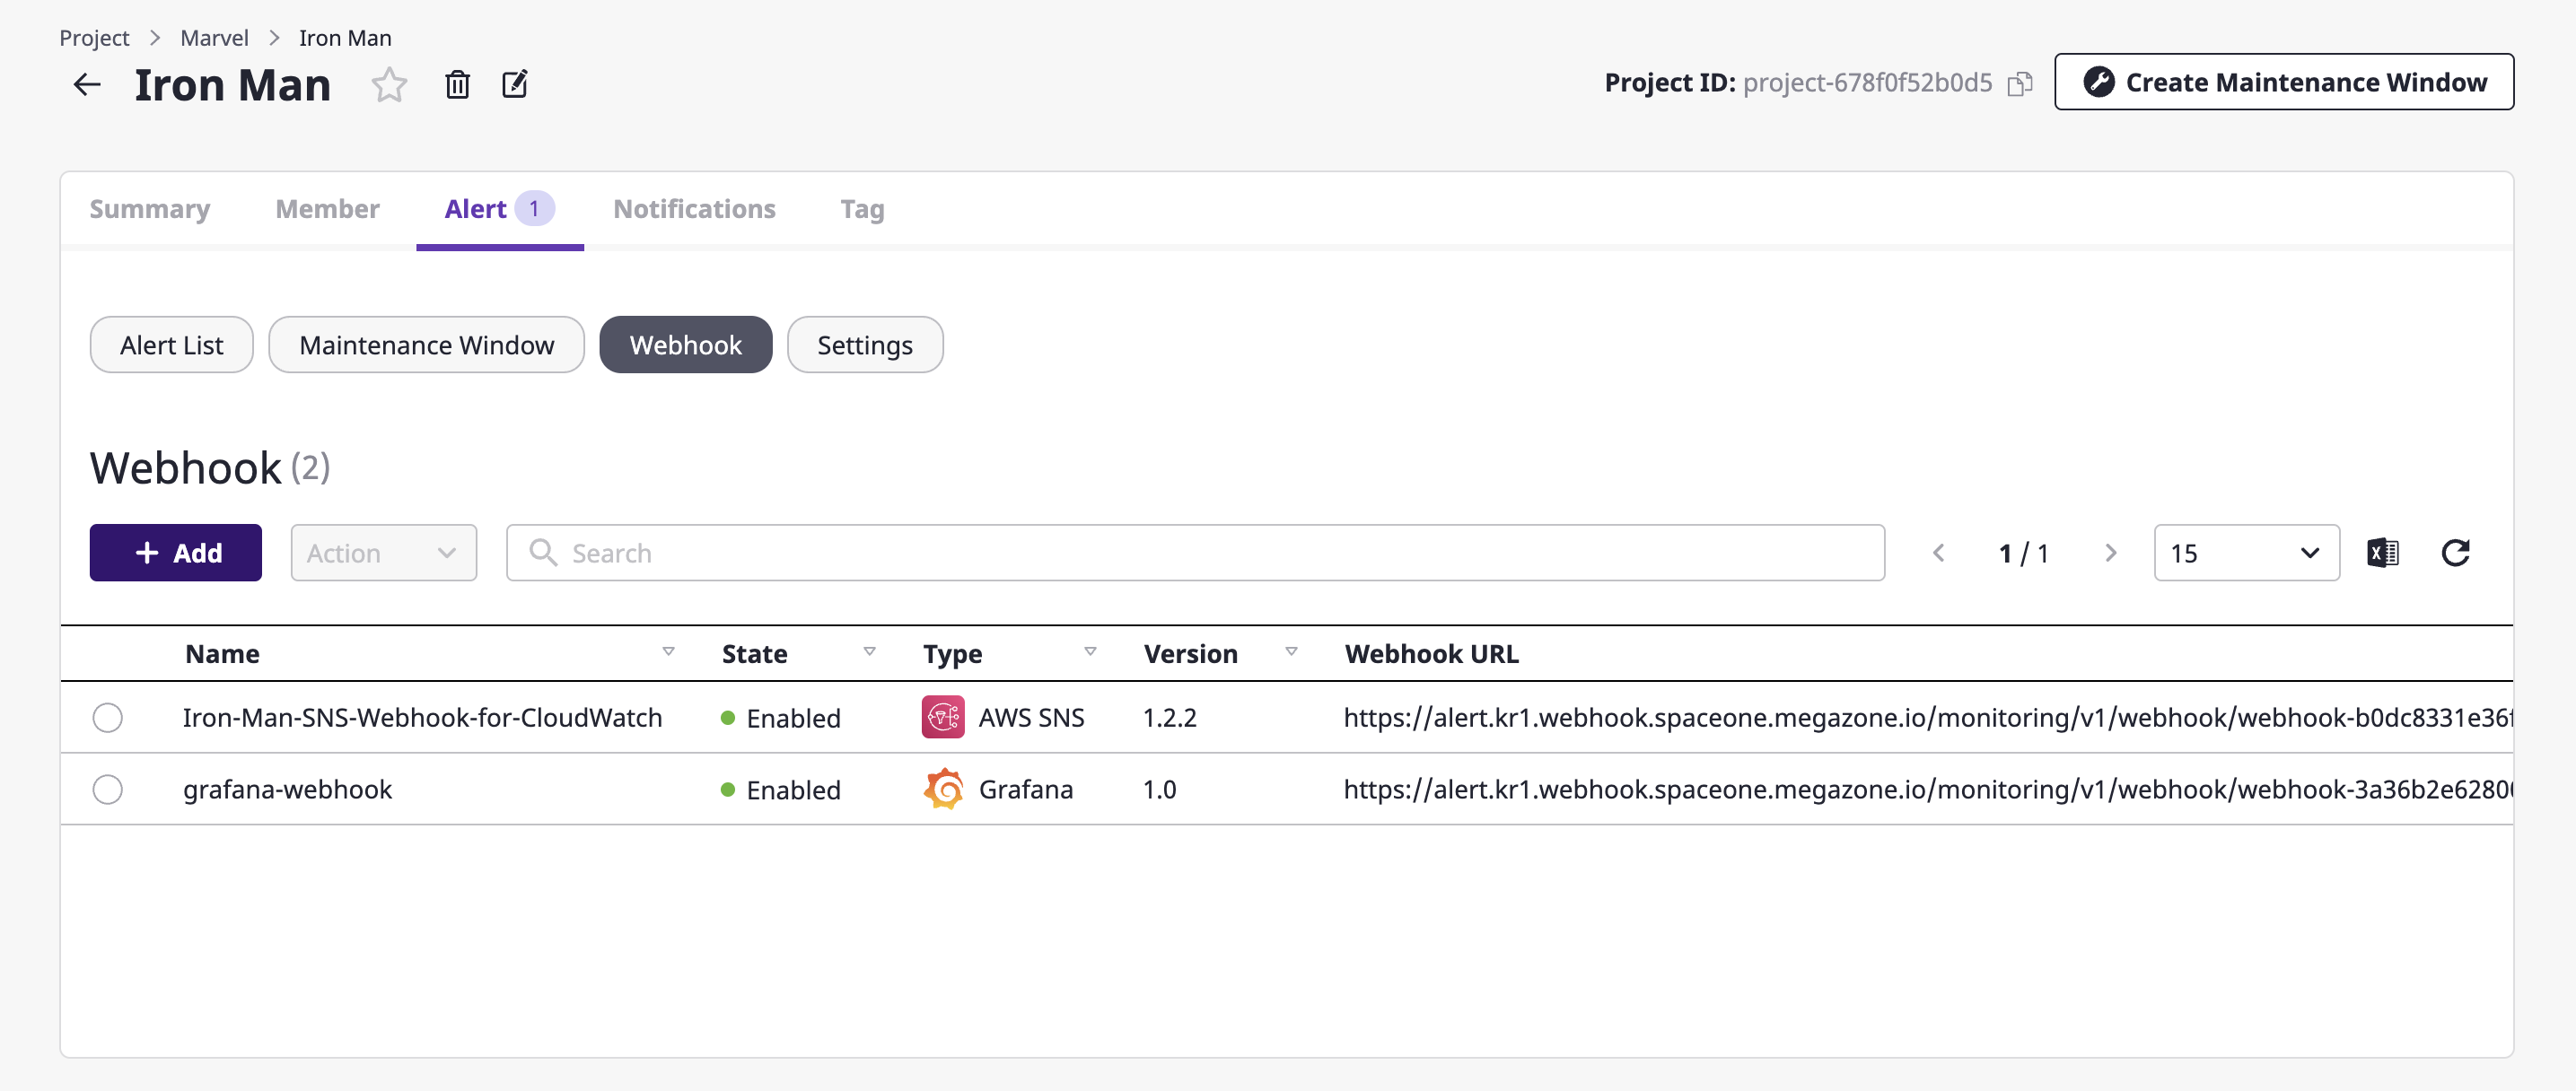 Project > Marvel > Iron Man
Iron Man
Project ID: project-678f0f52b0d5
Create Maintenance Window
Summary Member Alert 1 Notifications Tag
Alert List Maintenance Window Webhook Settings
Webhook (2)
+ Add Action Search 1 / 1 15
Name State Type Version Webhook URL
Iron-Man-SNS-Webhook-for-CloudWatch Enabled AWS SNS 1.2.2 https://alert.kr1.webhook.spaceone.megazone.io/monitoring/v1/webhook/webhook-b0dc8331e36f
grafana-webhook Enabled Grafana 1.0 https://alert.kr1.webhook.spaceone.megazone.io/monitoring/v1/webhook/webhook-3a36b2e62800